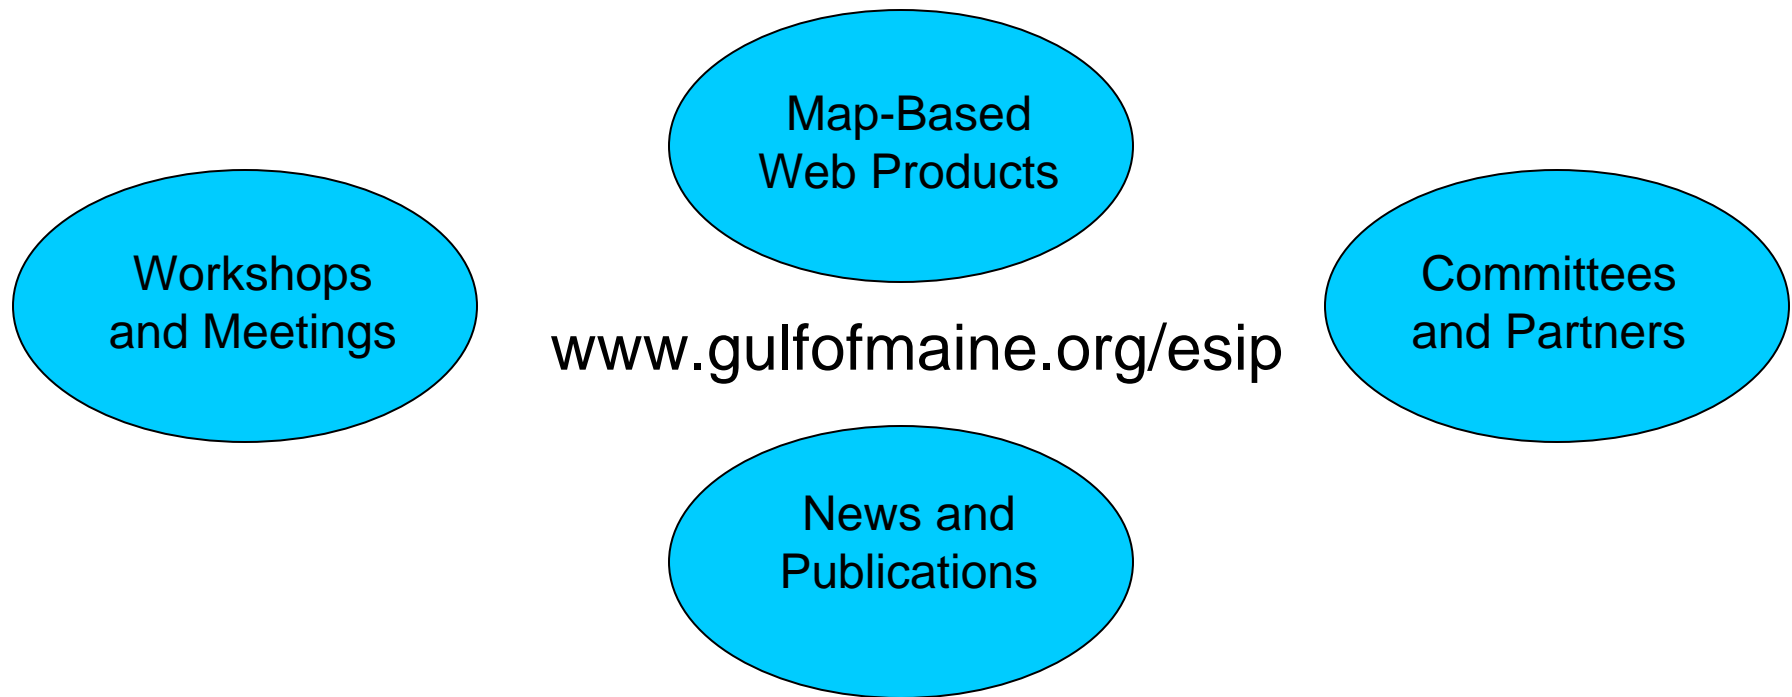 Map-Based
Web Products
Workshops
and Meetings
Committees
and Partners
www.gulfofmaine.org/esip
News and
Publications